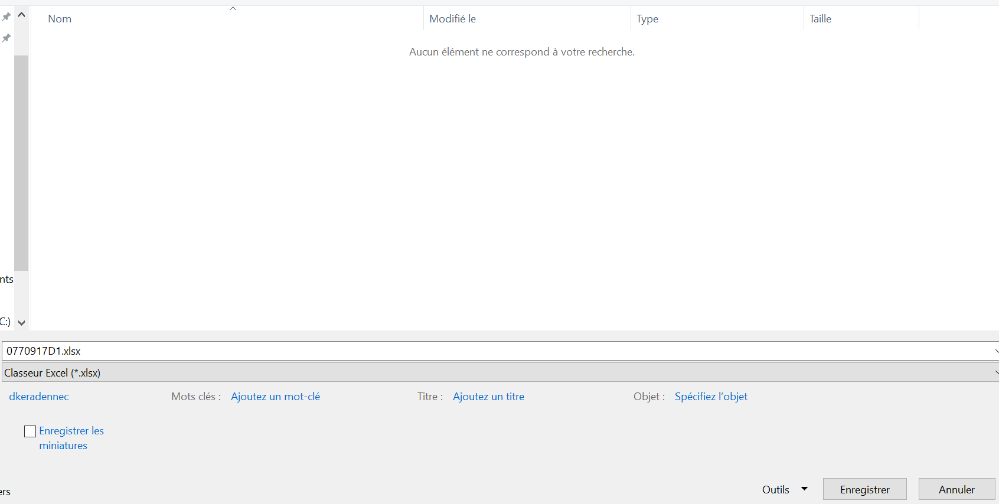 Nom Modifié le Type Taille
Aucun élément ne correspond à votre recherche.
nts
C:)
0770917D1.xlsx
Classeur Excel (*.xlsx)
dkeradennec Mots clés : Ajoutez un mot-clé Titre : Ajoutez un titre Objet : Spécifiez l'objet
Enregistrer les
miniatures
ers Outils Enregistrer Annuler